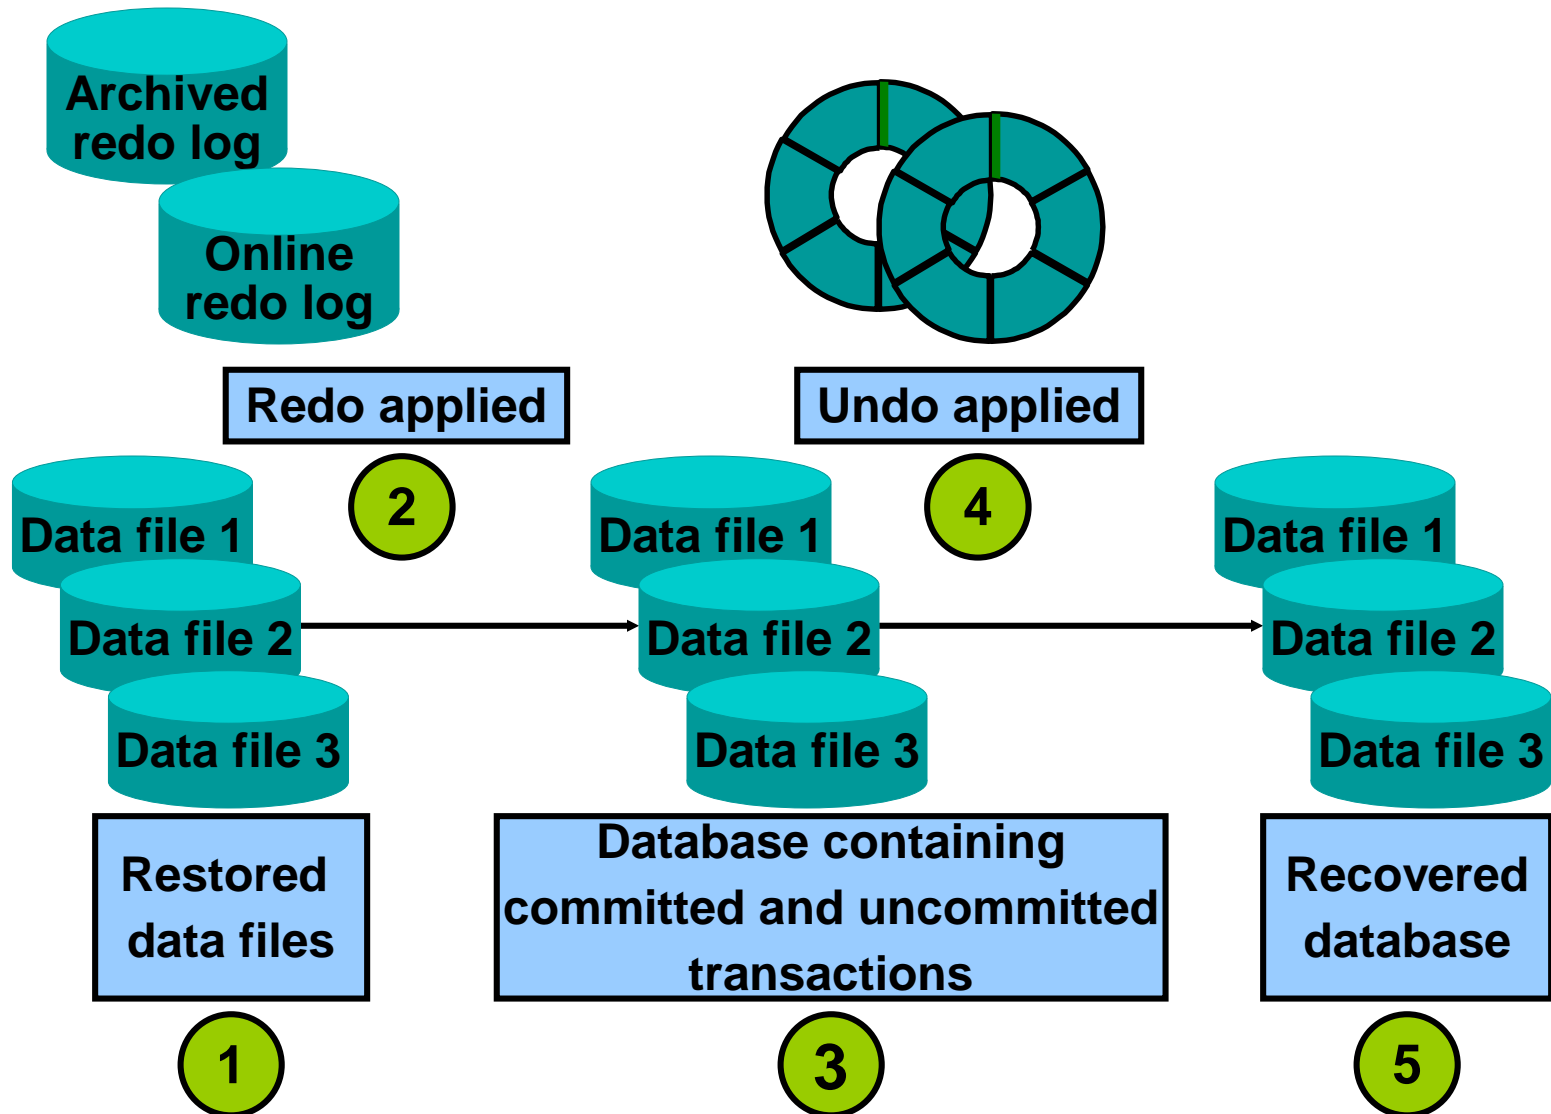 Archived
redo log
Online
redo log
Redo applied
Undo applied
2
4
Data file 1
Data file 2
Data file 3
Data file 1
Data file 2
Data file 3
Data file 1
Data file 2
Data file 3
Restored
data files
Database containing
committed and uncommitted
transactions
Recovered
database
1
3
5